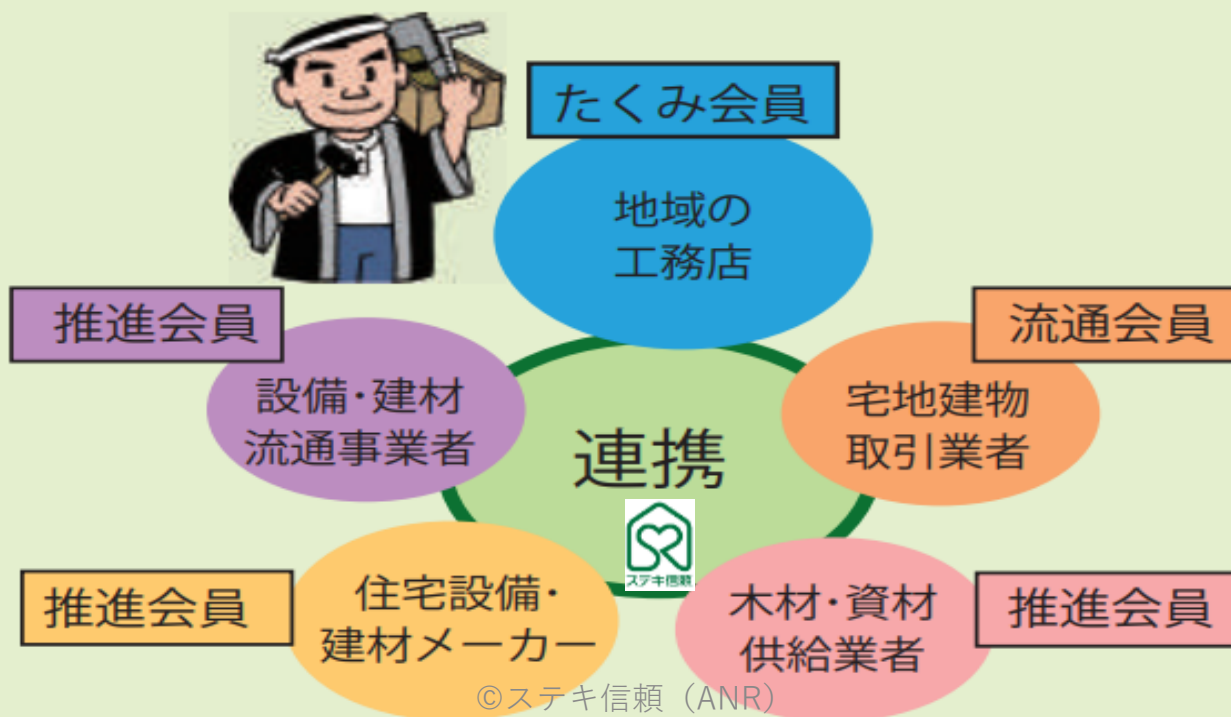 たくみ会員
地域の
工務店
推進会員
設備・建材
流通事業者
流通会員
宅地建物
取引業者
連携
ステキ信頼
推進会員
住宅設備・
建材メーカー
木材・資材
供給業者
推進会員
©ステキ信頼（ANR）